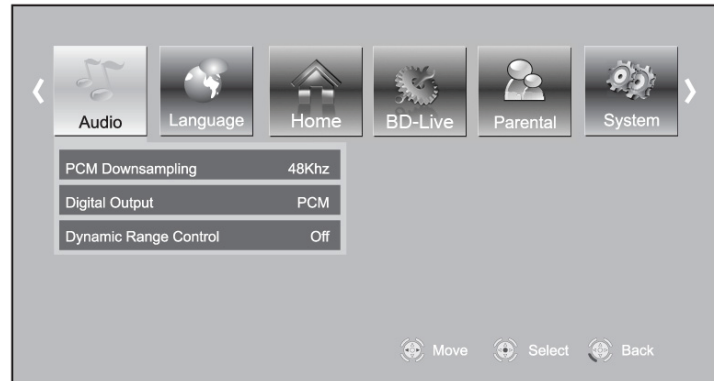 Audio Language Home BD-Live Parental System
PCM Downsampling 48Khz
Digital Output PCM
Dynamic Range Control Off
Move Select Back